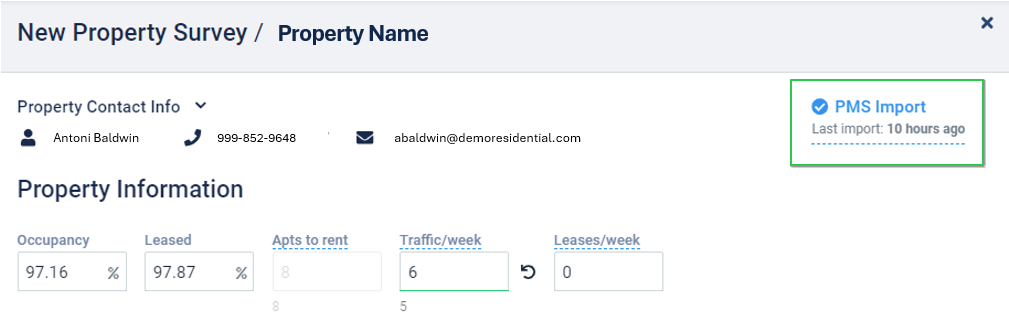 New Property Survey / Property Name
Property Contact Info
PMS Import
Last import: 10 hours ago
Antoni Baldwin 999-852-9648 abaldwin@demoresidential.com
Property Information
Occupancy Leased Apts to rent Traffic/week Leases/week
97.16 % 97.87 % 8 6 0
8 5